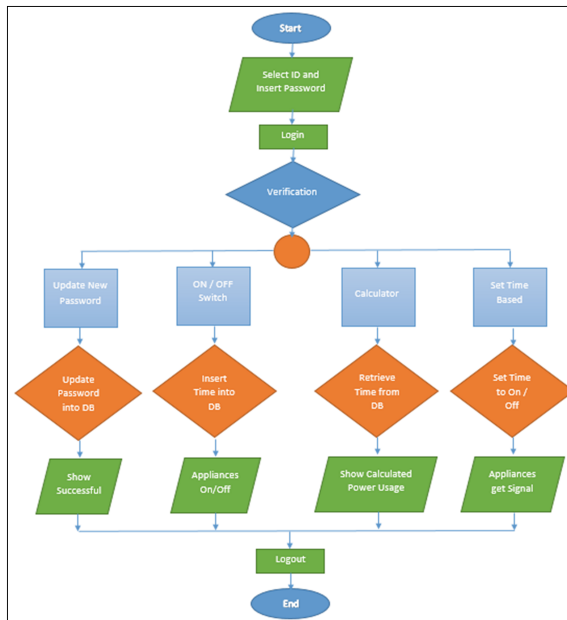 Start
Select ID and
Insert Password
Login
Verification
Update New
Password
ON / OFF
Switch
Calculator
Set Time
Based
Update
Password
into DB
Insert
Time into
DB
Retrieve
Time from
DB
Set Time
to On /
Off
Show
Successful
Appliances
On/Off
Show Calculated
Power Usage
Appliances
get Signal
Logout
End